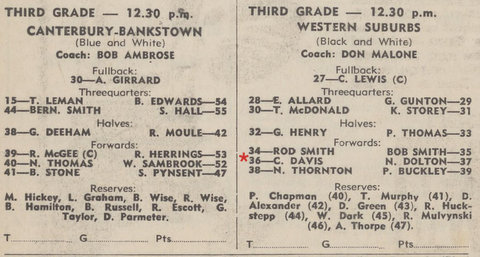 THIRD GRADE — 12.30 p.m.
CANTERBURY-BANKSTOWN
(Blue and White)
Coach: BOB AMBROSE
Fullback:
30—A. GIRRARD
Threequarters:
15—T. LEMAN B. EDWARDS—54
44—BERN. SMITH S. HALL—55
Halves:
38—G. DEEHAM R. MOULE—42
Forwards:
39—R. McGEE (C) R. HERRINGS—53
40—N. THOMAS W. SAMBROOK—52
41—B. STONE S. PYNSENT—47
Reserves:
M. Hickey, L. Graham, B. Wise, R. Wise,
B. Hamilton, B. Russell, R. Escott, G.
Taylor, D. Parmeter.
T. G. Pts.
THIRD GRADE — 12.30 p.m.
WESTERN SUBURBS
(Black and White)
Coach: DON MALONE
Fullback:
27—C. LEWIS (C)
Threequarters:
28—E. ALLARD G. GUNTON—29
30—T. McDONALD K. STOREY—31
Halves:
32—G. HENRY P. THOMAS—33
Forwards:
34—ROD SMITH BOB SMITH—35
*36—C. DAVIS N. DOLTON—37
38—N. THORNTON P. BUCKLEY—39
Reserves:
P. Chapman (40), T. Murphy (41), D.
Alexander (42), D. Green (43), R. Huck-
stepp (44), W. Dark (45), R. Mulvynski
(46), A. Thorpe (47).
T. G. Pts.